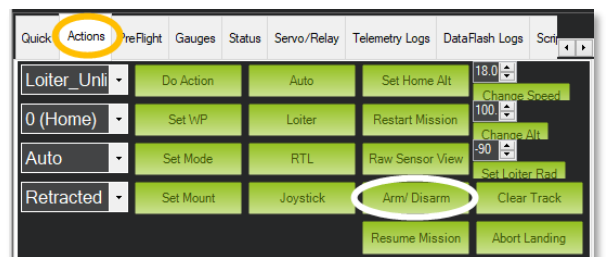 Quick Actions PreFlight Gauges Status Servo/Relay Telemetry Logs DataFlash Logs Scrip
Loiter_Unli Do Action Auto Set Home Alt 18.0 Change Speed
0 (Home) Set WP Loiter Restart Mission 100. Change Alt
Auto Set Mode RTL Raw Sensor View -90 Set Loiter Rad
Retracted Set Mount Joystick Arm/ Disarm Clear Track
Resume Mission Abort Landing